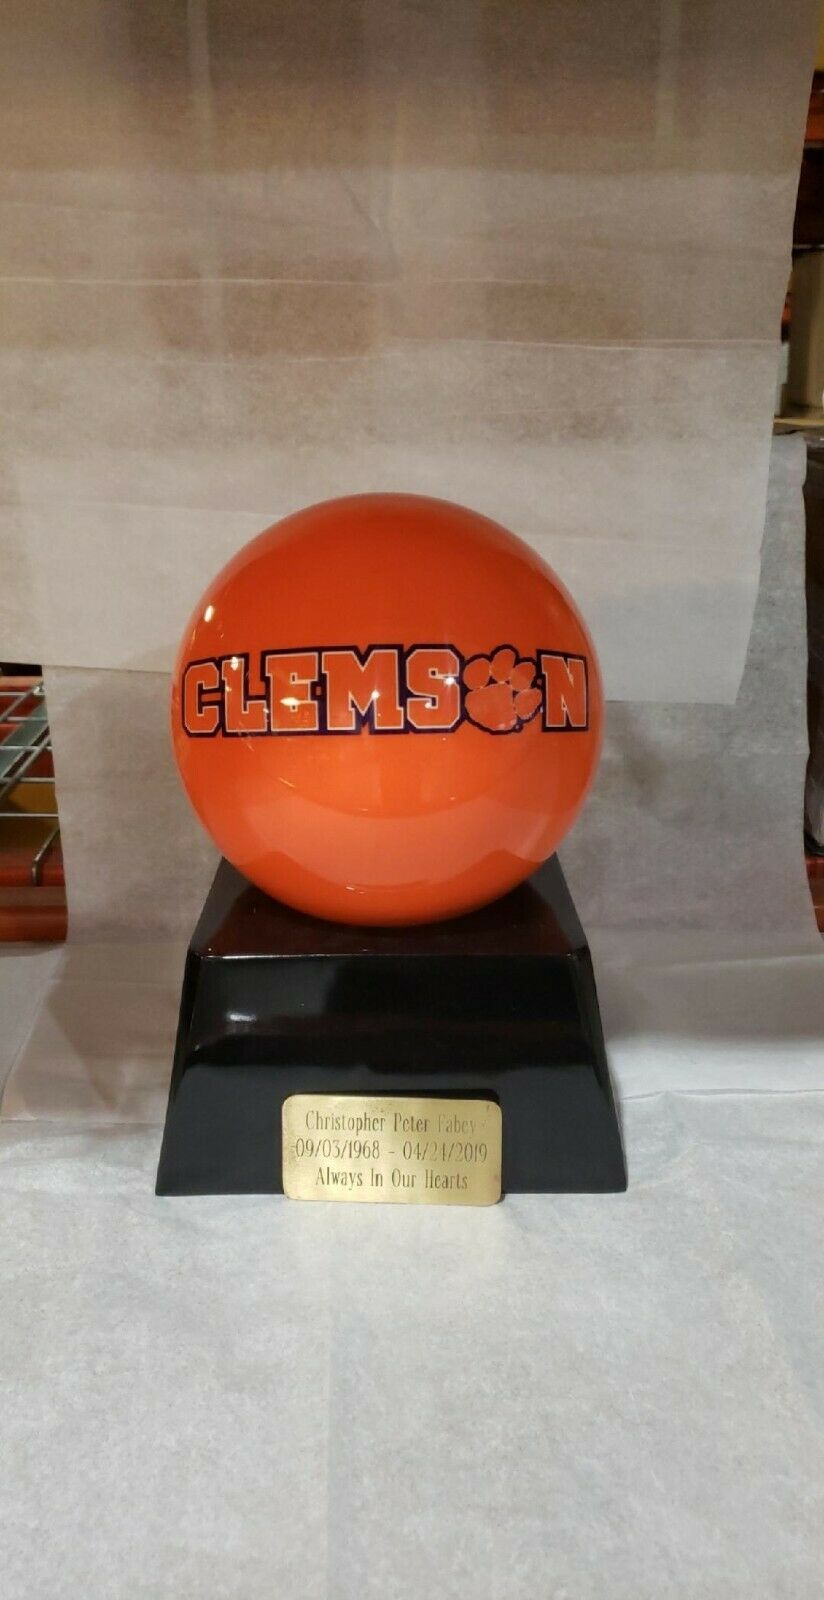 CLEMSON
Christopher Peter Fahey
09/03/1968 - 04/24/2019
Always In Our Hearts